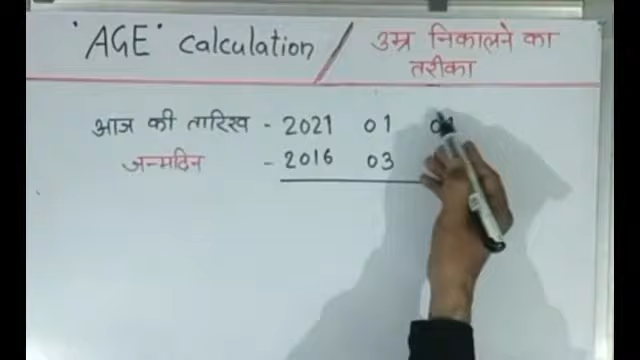 'AGE' Calculation / उम्र निकालने का
तरीका
आज की तारिख - 2021 01
जन्मदिन - 2016 03